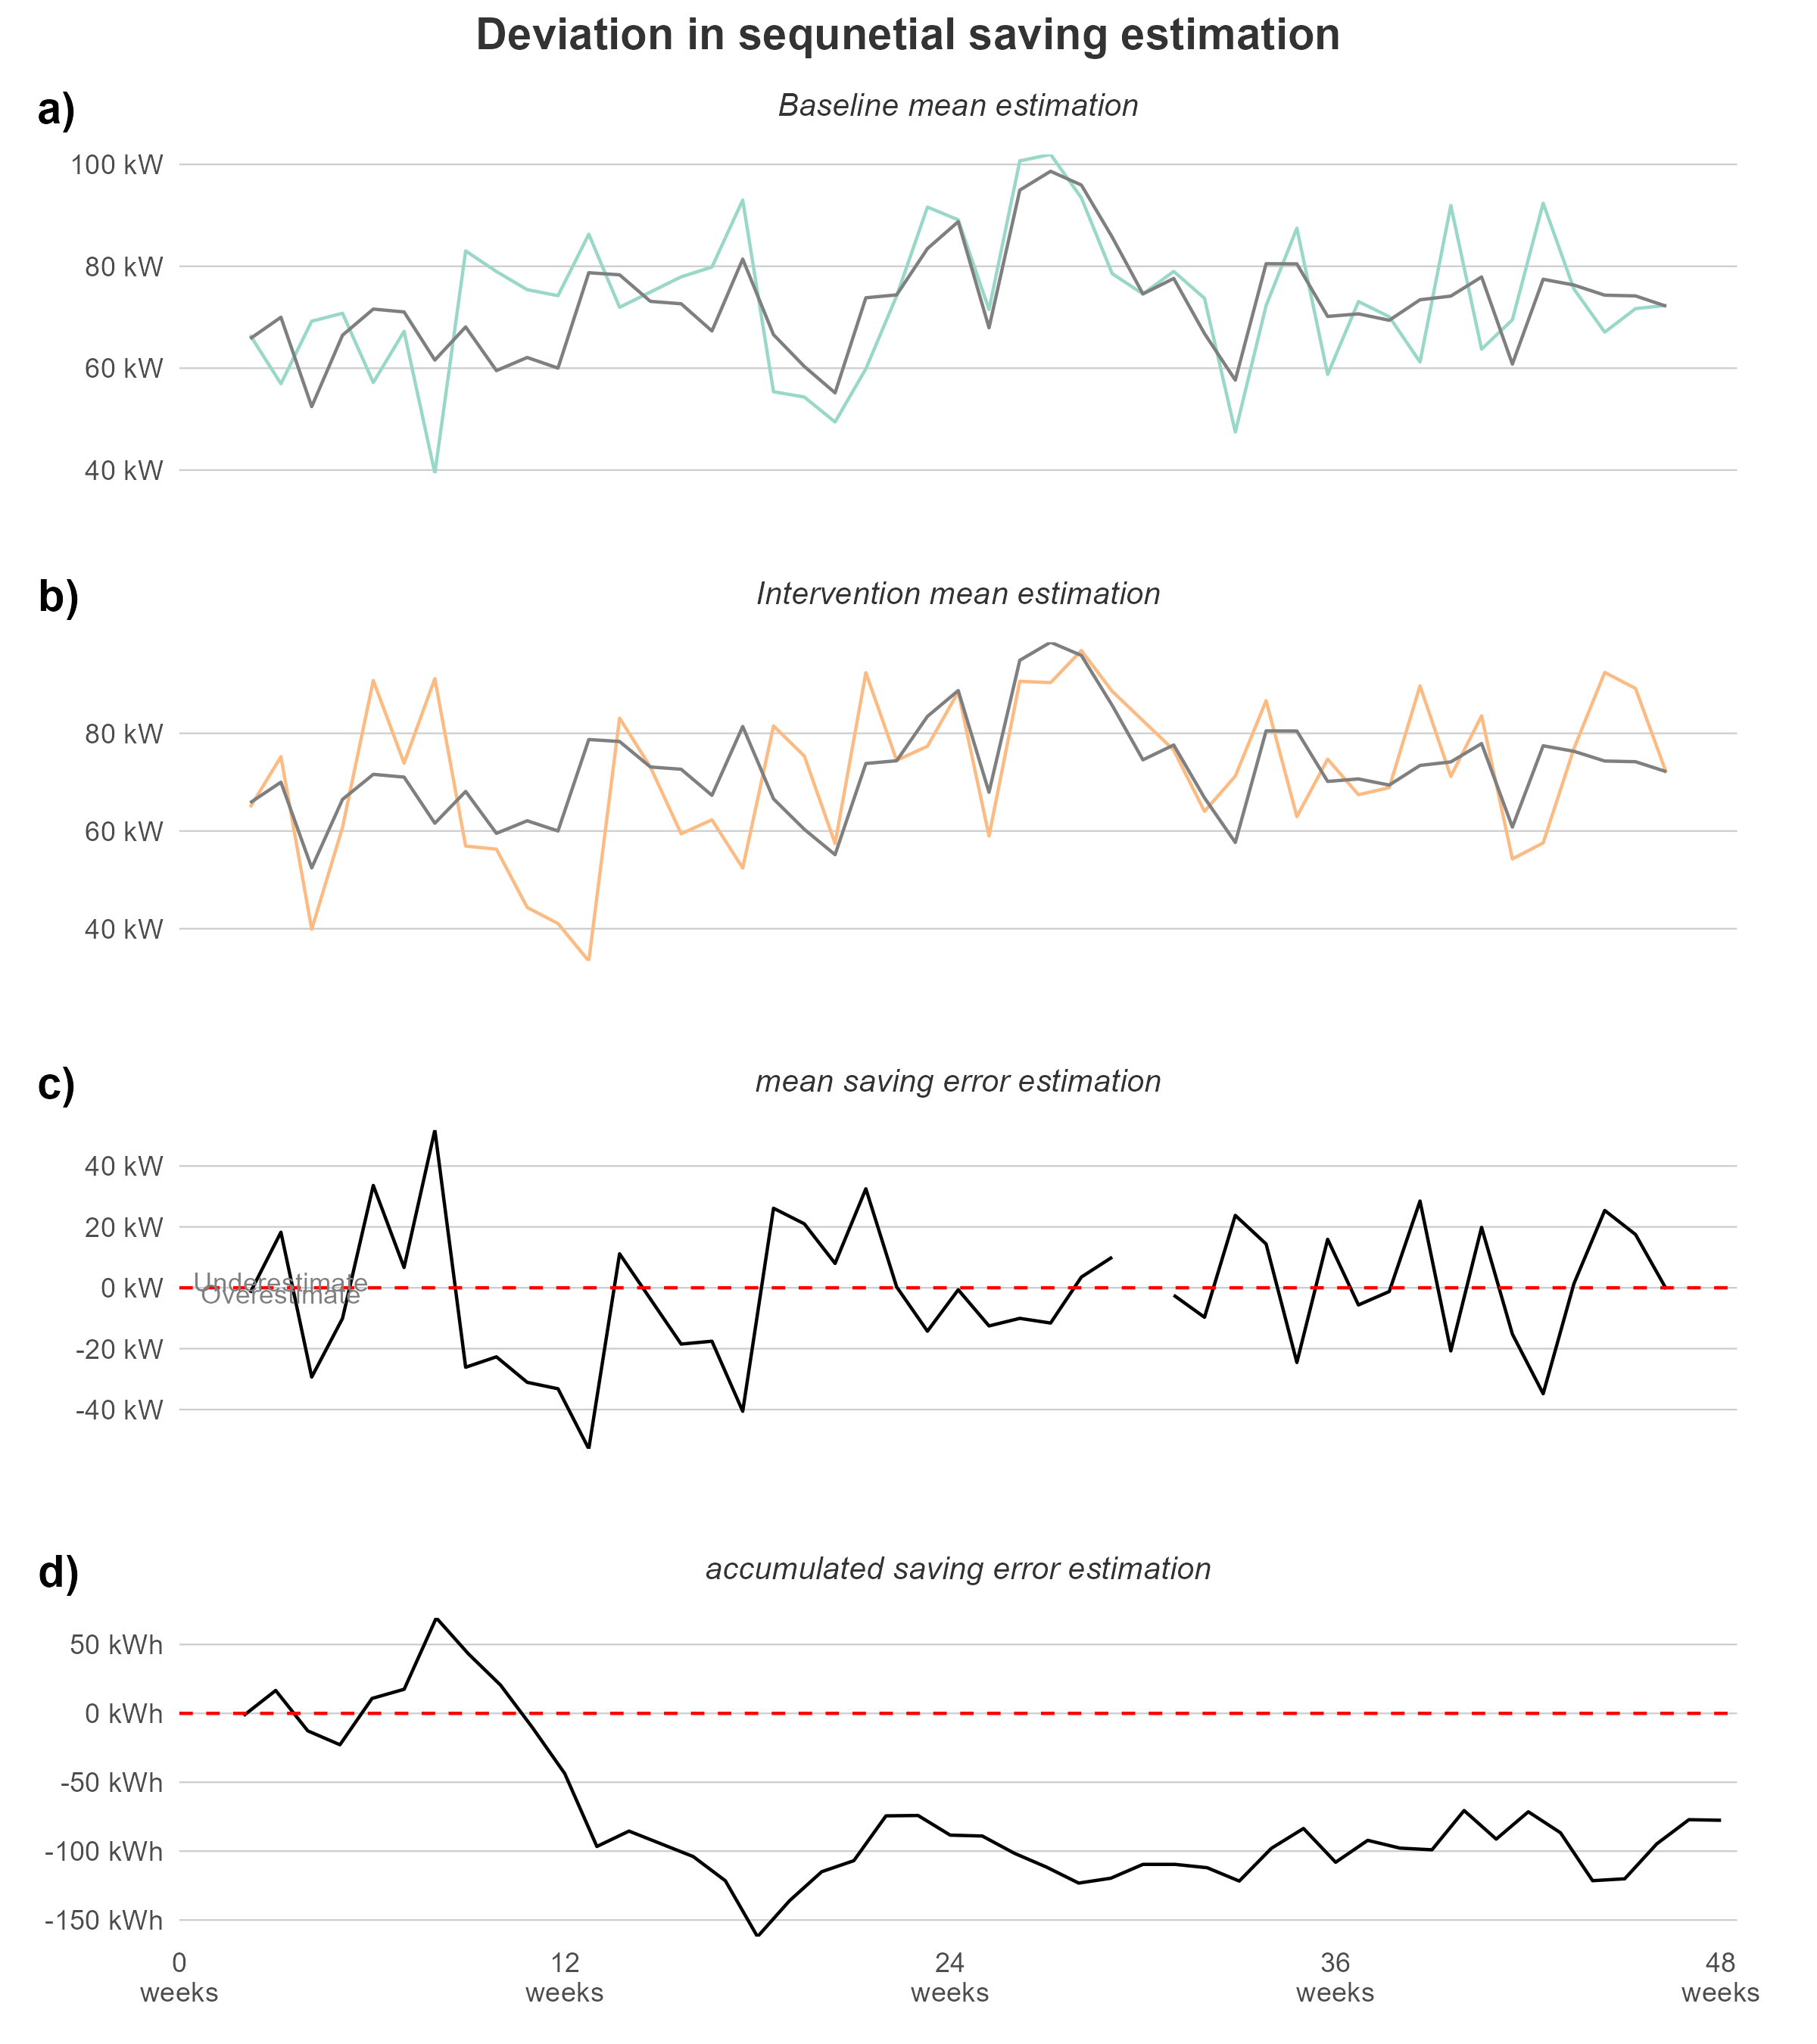 Deviation in sequnetial saving estimation
a)
Baseline mean estimation
100 kW
80 kW
60 kW
40 kW
b)
Intervention mean estimation
80 kW
60 kW
40 kW
c)
mean saving error estimation
40 kW
20 kW
0 kW
Underestimate
Overestimate
-20 kW
-40 kW
d)
accumulated saving error estimation
50 kWh
0 kWh
-50 kWh
-100 kWh
-150 kWh
0 12 24 36 48
weeks weeks weeks weeks weeks